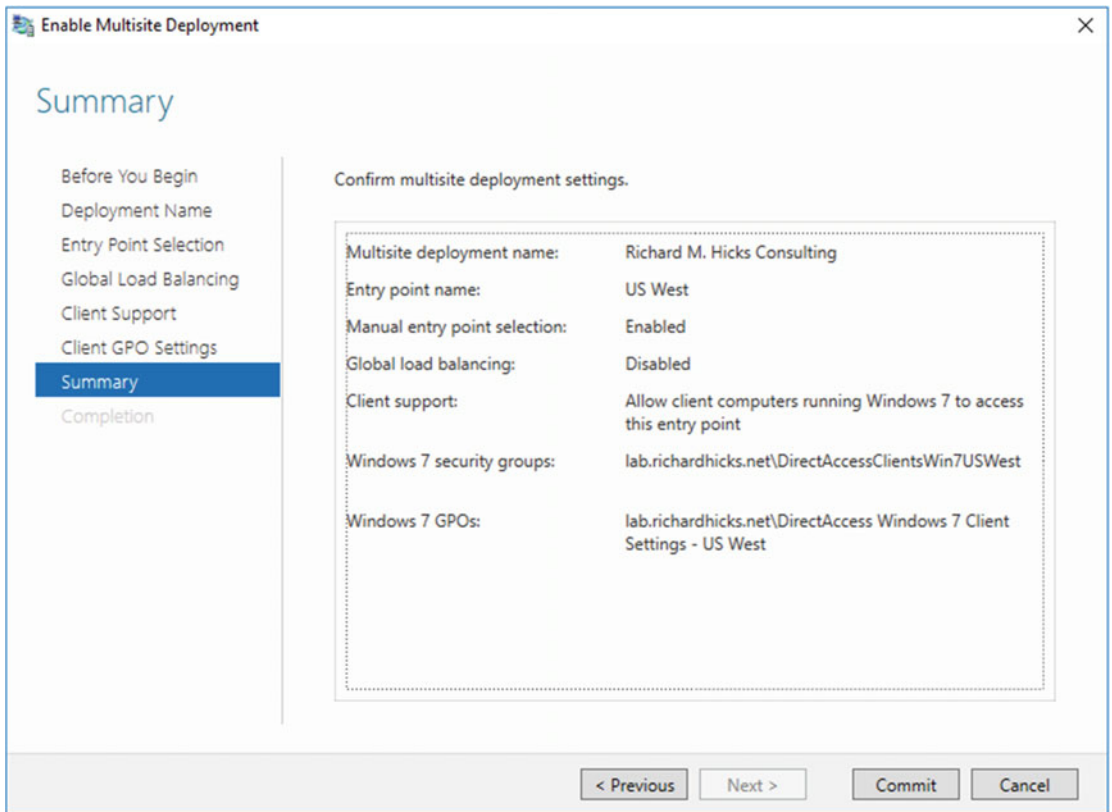 Enable Multisite Deployment
Summary
Before You Begin
Deployment Name
Entry Point Selection
Global Load Balancing
Client Support
Client GPO Settings
Summary
Completion
Confirm multisite deployment settings.
Multisite deployment name: Richard M. Hicks Consulting
Entry point name: US West
Manual entry point selection: Enabled
Global load balancing: Disabled
Client support: Allow client computers running Windows 7 to access
this entry point
Windows 7 security groups: lab.richardhicks.net\DirectAccessClientsWin7USWest
Windows 7 GPOs: lab.richardhicks.net\DirectAccess Windows 7 Client
Settings - US West
< Previous Next > Commit Cancel